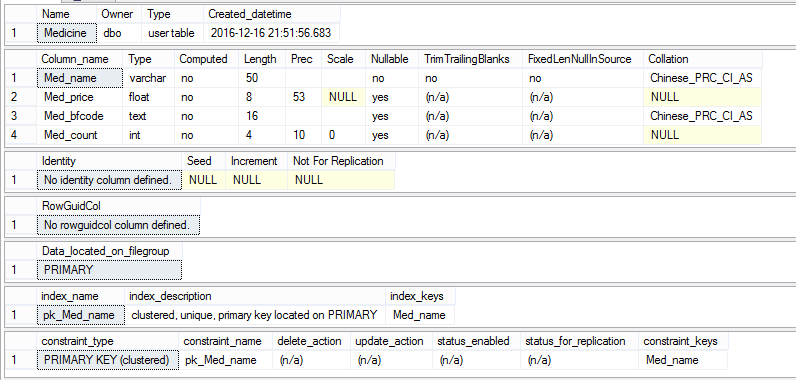 Name Owner Type Created_datetime
1 Medicine dbo user table 2016-12-16 21:51:56.683
Column_name Type Computed Length Prec Scale Nullable TrimTrailingBlanks FixedLenNullInSource Collation
1 Med_name varchar no 50 no no no Chinese_PRC_CI_AS
2 Med_price float no 8 53 NULL yes (n/a) (n/a) NULL
3 Med_bfcode text no 16 yes (n/a) (n/a) Chinese_PRC_CI_AS
4 Med_count int no 4 10 0 yes (n/a) (n/a) NULL
Identity Seed Increment Not For Replication
1 No identity column defined. NULL NULL NULL
RowGuidCol
1 No rowguidcol column defined.
Data_located_on_filegroup
1 PRIMARY
index_name index_description index_keys
1 pk_Med_name clustered, unique, primary key located on PRIMARY Med_name
constraint_type constraint_name delete_action update_action status_enabled status_for_replication constraint_keys
1 PRIMARY KEY (clustered) pk_Med_name (n/a) (n/a) (n/a) (n/a) Med_name